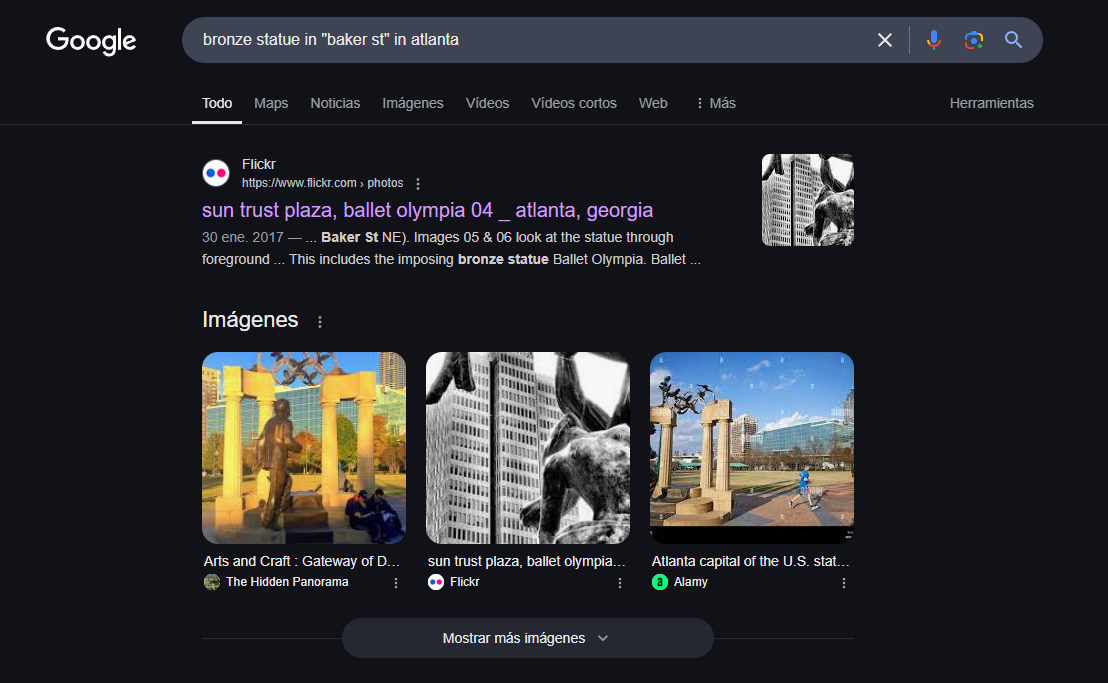 Google
bronze statue in "baker st" in atlanta
Todo
Maps
Noticias
Imágenes
Vídeos
Vídeos cortos
Web
Más
Herramientas
Flickr
https://www.flickr.com › photos
sun trust plaza, ballet olympia 04 _ atlanta, georgia
30 ene. 2017 — ... Baker St NE). Images 05 & 06 look at the statue through
foreground ... This includes the imposing bronze statue Ballet Olympia. Ballet ...
Imágenes
Arts and Craft : Gateway of D...
The Hidden Panorama
sun trust plaza, ballet olympia...
Flickr
Atlanta capital of the U.S. stat...
a Alamy
Mostrar más imágenes